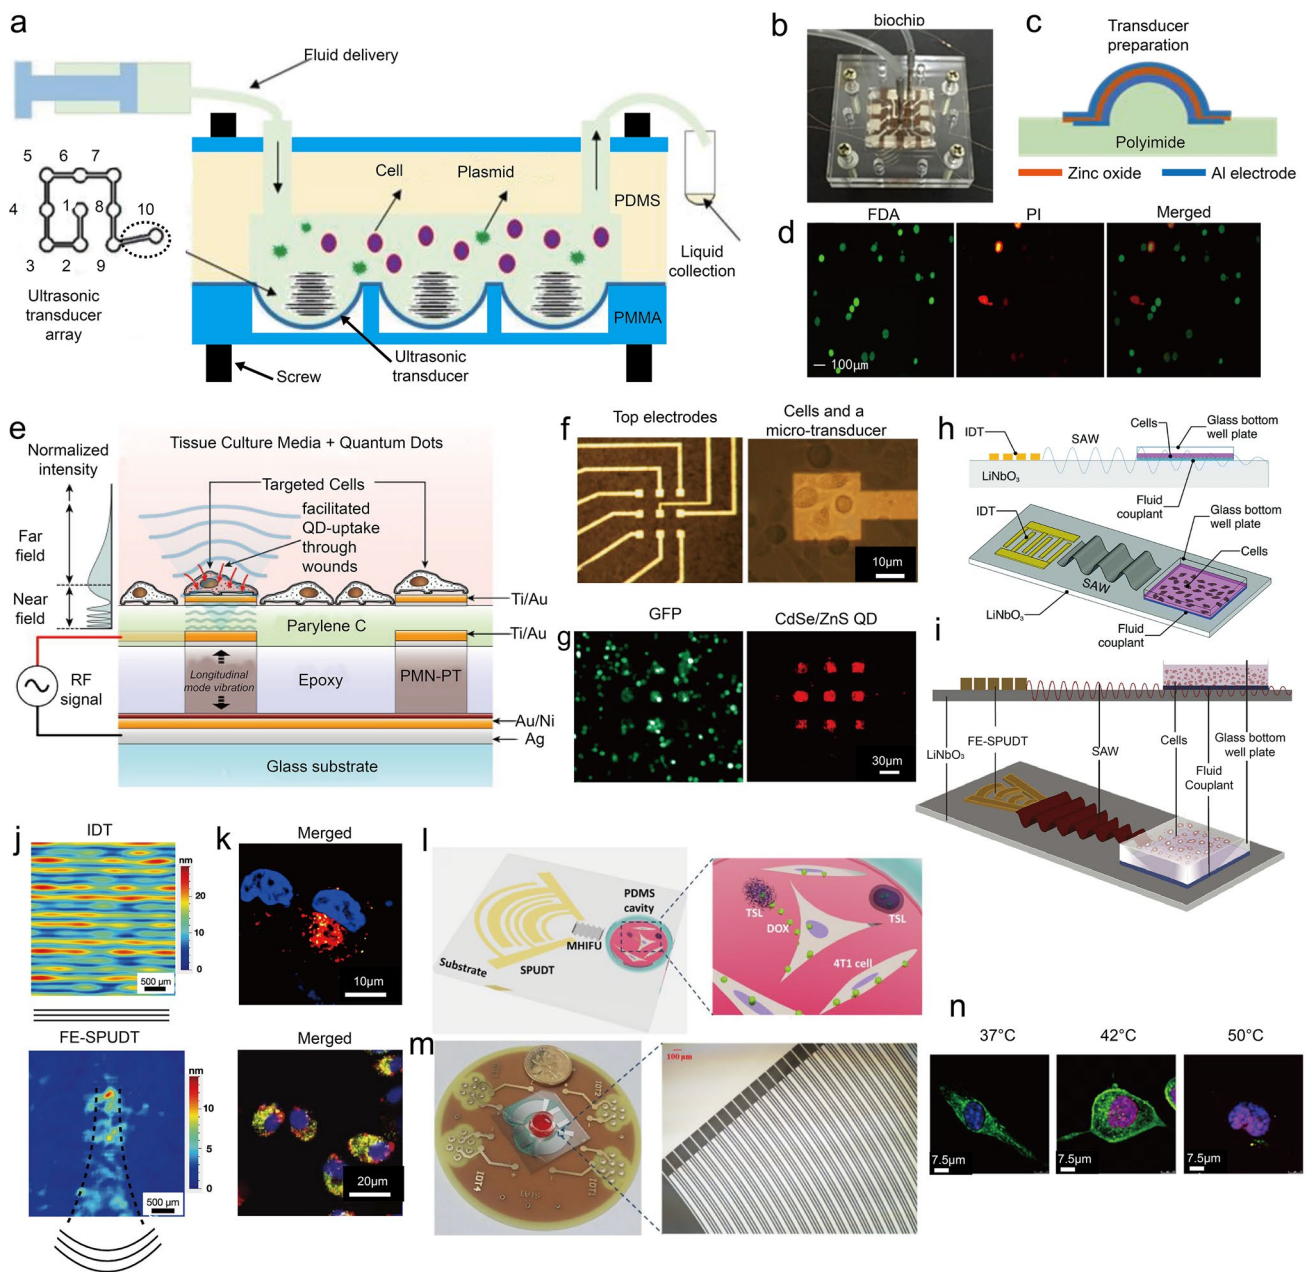 a
Fluid delivery
5 6 7
4 1 8 10
3 2 9
Ultrasonic
transducer
array
Cell
Plasmid
PDMS
PMMA
Liquid
collection
Ultrasonic
transducer
Screw
b
biochip
c
Transducer
preparation
Polyimide
Zinc oxide
Al electrode
d
FDA
PI
Merged
100μm
e
Normalized
intensity
Far
field
Near
field
Tissue Culture Media + Quantum Dots
Targeted Cells
facilitated
QD-uptake
through
wounds
Ti/Au
Parylene C
Ti/Au
RF
signal
Longitudinal
mode vibration
Epoxy
PMN-PT
Au/Ni
Ag
Glass substrate
f
Top electrodes
Cells and a
micro-transducer
10μm
g
GFP
CdSe/ZnS QD
30μm
h
IDT
SAW
Cells
Glass bottom
well plate
LiNbO₃
Fluid
couplant
IDT
Glass bottom
well plate
Cells
SAW
LiNbO₃
Fluid
couplant
i
LiNbO₃
FE-SPUDT
SAW
Cells
Fluid
Couplant
Glass bottom
well plate
j
IDT
nm
20
10
0
500 μm
FE-SPUDT
nm
10
5
0
500 μm
k
Merged
10μm
Merged
20μm
l
Substrate
SPUDT
MHIFU
PDMS
cavity
TSL
DOX
TSL
4T1 cell
m
IDT2
IDT4
IDT1
100 μm
n
37°C
42°C
50°C
7.5μm
7.5μm
7.5μm